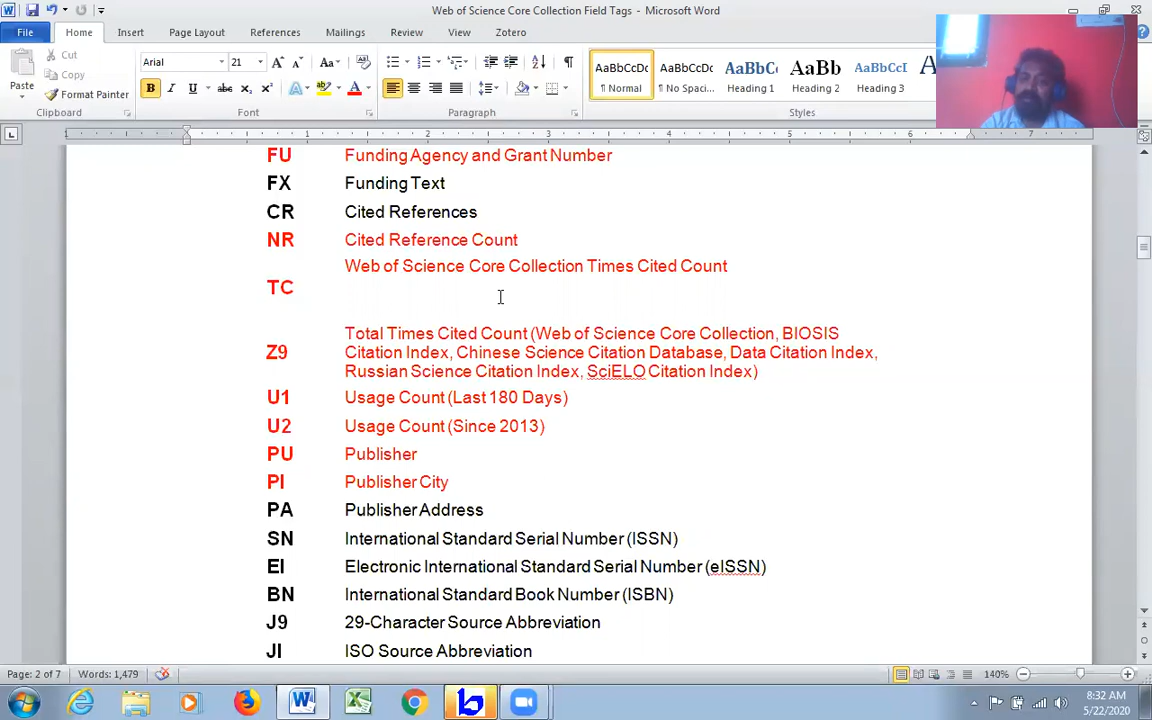 Web of Science Core Collection Field Tags - Microsoft Word
File
Home
Insert
Page Layout
References
Mailings
Review
View
Zotero
Paste
Cut
Copy
Format Painter
Clipboard
Arial
21
Font
Paragraph
AaBbCcDc
¶ Normal
AaBbCcDc
¶ No Spaci...
AaBbC
Heading 1
AaBb
Heading 2
AaBbCcI
Heading 3
Styles
1 1 2 3 4 5 6 7
FU Funding Agency and Grant Number
FX Funding Text
CR Cited References
NR Cited Reference Count
TC Web of Science Core Collection Times Cited Count
Z9 Total Times Cited Count (Web of Science Core Collection, BIOSIS
Citation Index, Chinese Science Citation Database, Data Citation Index,
Russian Science Citation Index, SciELO Citation Index)
U1 Usage Count (Last 180 Days)
U2 Usage Count (Since 2013)
PU Publisher
PI Publisher City
PA Publisher Address
SN International Standard Serial Number (ISSN)
EI Electronic International Standard Serial Number (eISSN)
BN International Standard Book Number (ISBN)
J9 29-Character Source Abbreviation
JI ISO Source Abbreviation
Page: 2 of 7
Words: 1,479
140%
8:32 AM
5/22/2020